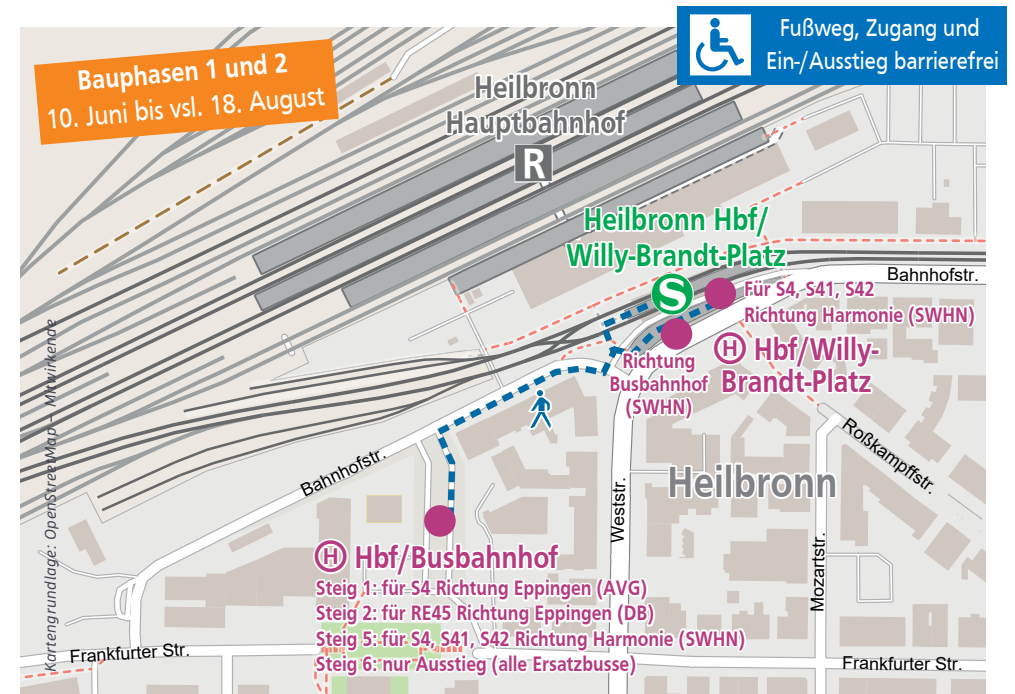 Fußweg, Zugang und
Ein-/Ausstieg barrierefrei
Bauphasen 1 und 2
10. Juni bis vsl. 18. August
Heilbronn
Hauptbahnhof
R
Heilbronn Hbf/
Willy-Brandt-Platz
S
Bahnhofstr.
Für S4, S41, S42
Richtung Harmonie (SWHN)
H Hbf/Willy-
Brandt-Platz
Richtung
Busbahnhof
(SWHN)
Roßkampffstr.
Bahnhofstr.
Heilbronn
Weststr.
Mozartstr.
H Hbf/Busbahnhof
Steig 1: für S4 Richtung Eppingen (AVG)
Steig 2: für RE45 Richtung Eppingen (DB)
Steig 5: für S4, S41, S42 Richtung Harmonie (SWHN)
Steig 6: nur Ausstieg (alle Ersatzbusse)
Frankfurter Str.
Frankfurter Str.
Kartengrundlage: OpenStreetMap – Mitwirkende